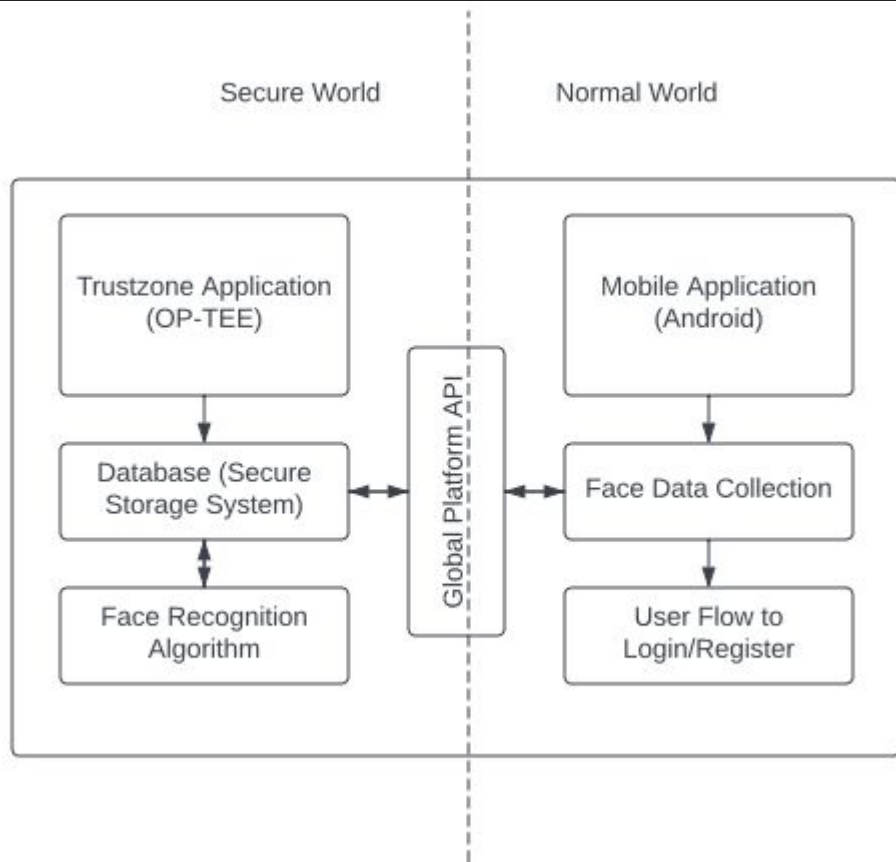 Secure World
Normal World
Trustzone Application
(OP-TEE)
Mobile Application
(Android)
Global Platform API
Database (Secure
Storage System)
Face Data Collection
Face Recognition
Algorithm
User Flow to
Login/Register